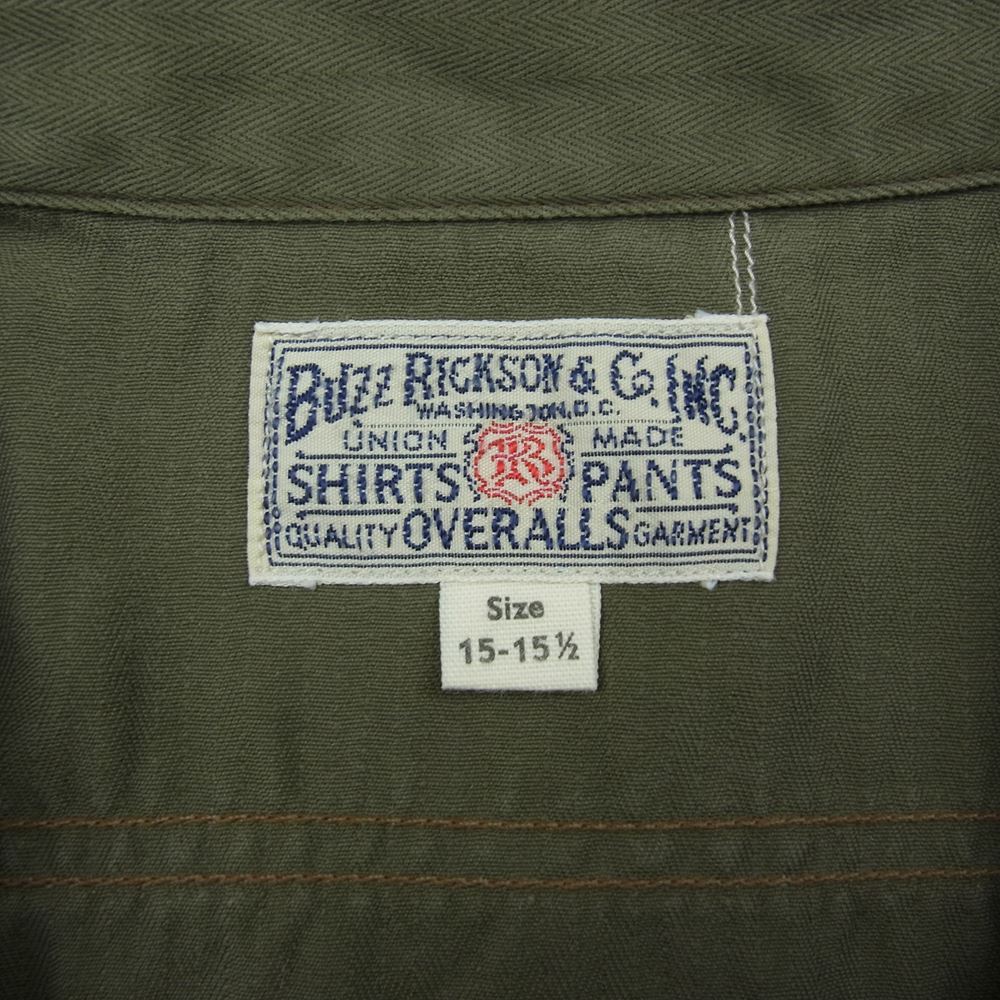 BUZZ RICKSON & CO. INC.
WASHINGTON. D.C.
UNION MADE
SHIRTS R PANTS
QUALITY OVERALLS GARMENT
Size
15-15½